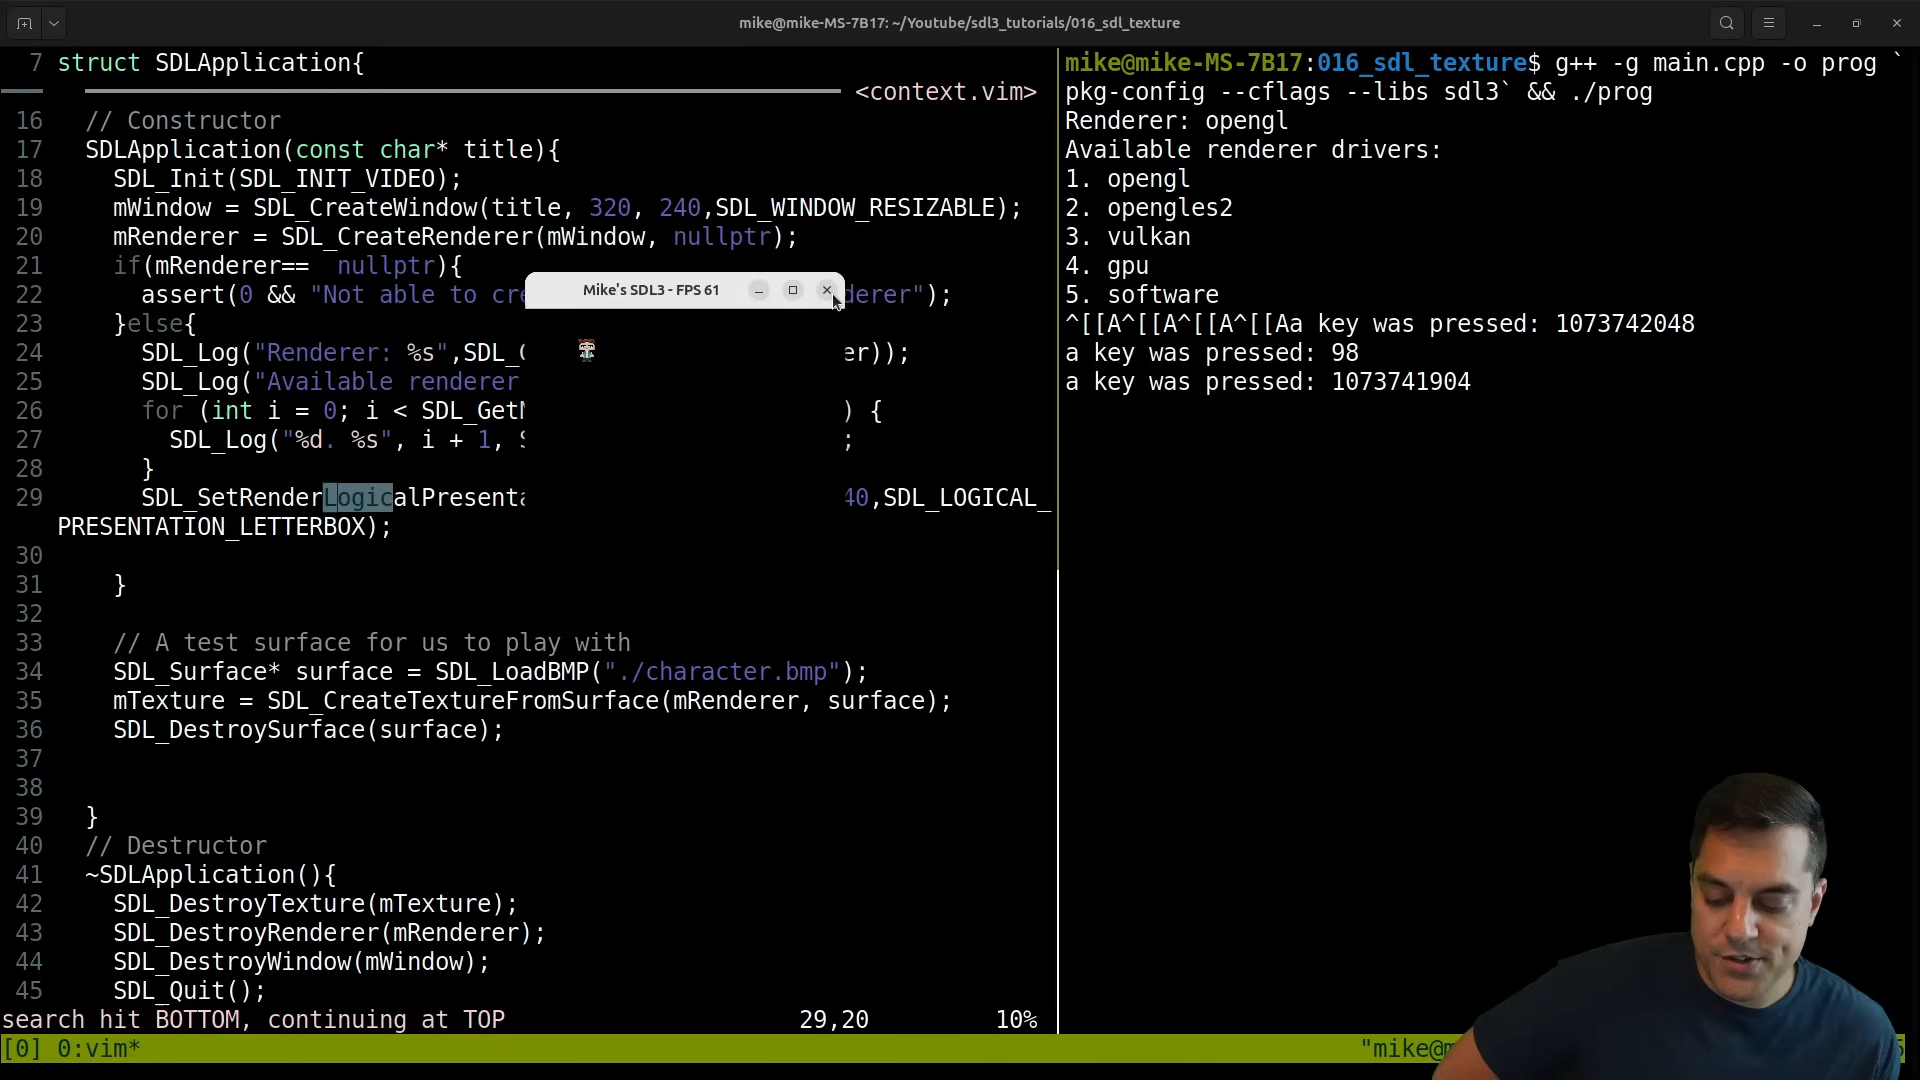 mike@mike-MS-7B17: ~/Youtube/sdl3_tutorials/016_sdl_texture
7 struct SDLApplication{
<context.vim>
16 // Constructor
17 SDLApplication(const char* title){
18 SDL_Init(SDL_INIT_VIDEO);
19 mWindow = SDL_CreateWindow(title, 320, 240,SDL_WINDOW_RESIZABLE);
20 mRenderer = SDL_CreateRenderer(mWindow, nullptr);
21 if(mRenderer== nullptr){
22 assert(0 && "Not able to cre derer");
23 }else{
24 SDL_Log("Renderer: %s",SDL_ er));
25 SDL_Log("Available renderer
26 for (int i = 0; i < SDL_Get ) {
27 SDL_Log("%d. %s", i + 1, ;
28 }
29 SDL_SetRenderLogicalPresenta 40,SDL_LOGICAL_
PRESENTATION_LETTERBOX);
30
31 }
32
33 // A test surface for us to play with
34 SDL_Surface* surface = SDL_LoadBMP("./character.bmp");
35 mTexture = SDL_CreateTextureFromSurface(mRenderer, surface);
36 SDL_DestroySurface(surface);
37
38
39 }
40 // Destructor
41 ~SDLApplication(){
42 SDL_DestroyTexture(mTexture);
43 SDL_DestroyRenderer(mRenderer);
44 SDL_DestroyWindow(mWindow);
45 SDL_Quit();
search hit BOTTOM, continuing at TOP 29,20 10%
[0] 0:vim* "mike@m
Mike's SDL3 - FPS 61
mike@mike-MS-7B17:016_sdl_texture$ g++ -g main.cpp -o prog `
pkg-config --cflags --libs sdl3` && ./prog
Renderer: opengl
Available renderer drivers:
1. opengl
2. opengles2
3. vulkan
4. gpu
5. software
^[[A^[[A^[[A^[[Aa key was pressed: 1073742048
a key was pressed: 98
a key was pressed: 1073741904